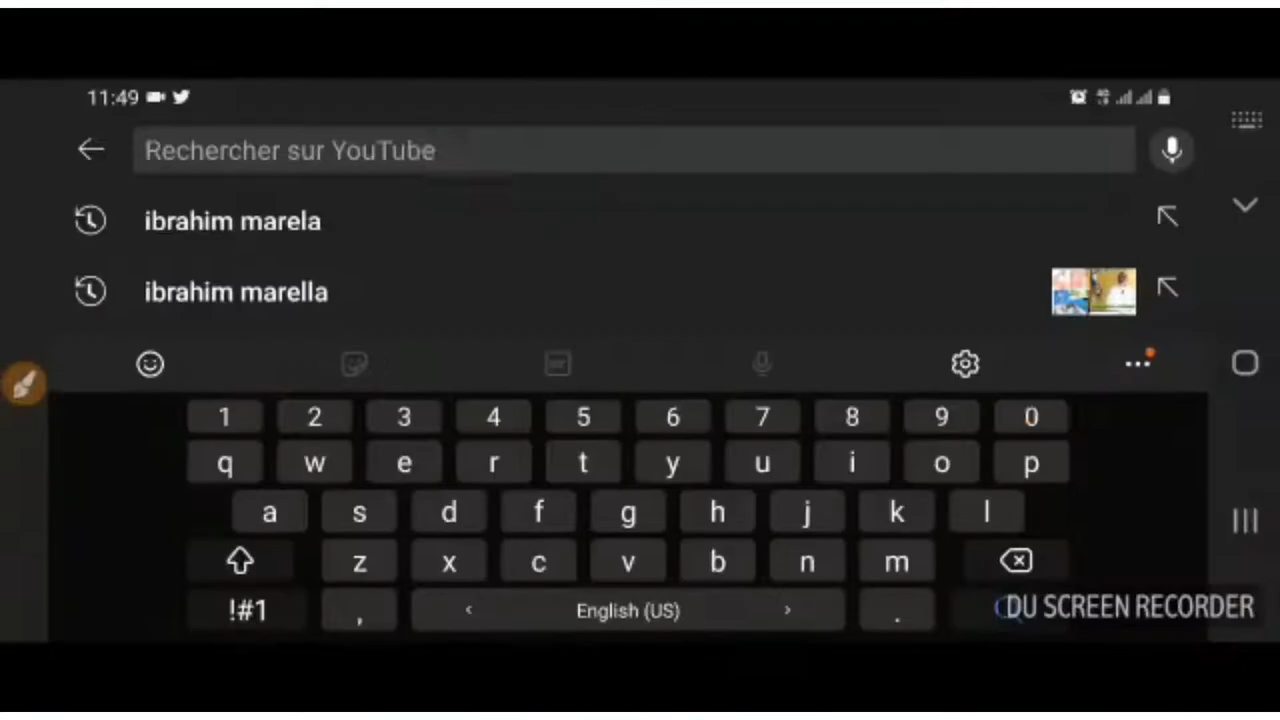 11:49
Rechercher sur YouTube
ibrahim marela
ibrahim marella
1 2 3 4 5 6 7 8 9 0
q w e r t y u i o p
a s d f g h j k l
z x c v b n m
!#1 , < English (US) > .
DU SCREEN RECORDER